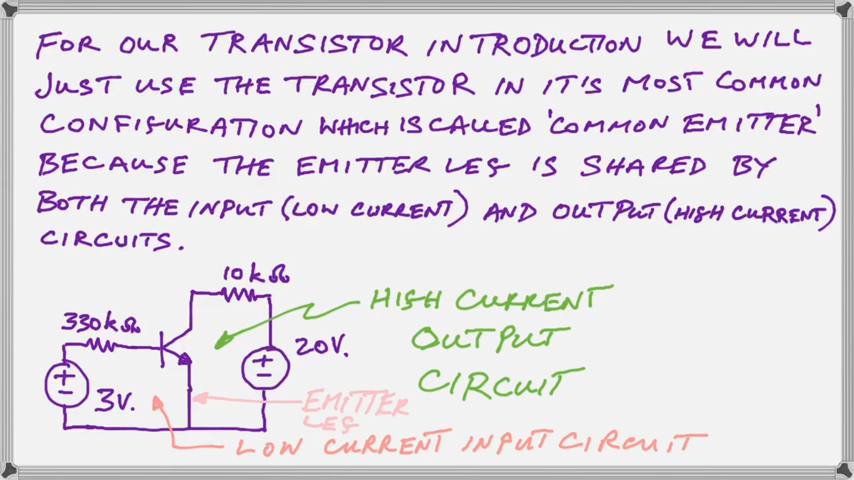 FOR OUR TRANSISTOR INTRODUCTION WE WILL
JUST USE THE TRANSISTOR IN IT'S MOST COMMON
CONFIGURATION WHICH IS CALLED 'COMMON EMITTER'
BECAUSE THE EMITTER LEG IS SHARED BY
BOTH THE INPUT (LOW CURRENT) AND OUTPUT (HIGH CURRENT)
CIRCUITS.
10kΩ
330kΩ
HIGH CURRENT
OUTPUT
CIRCUIT
+
-
3V.
+
-
20V.
EMITTER
LEG
LOW CURRENT INPUT CIRCUIT